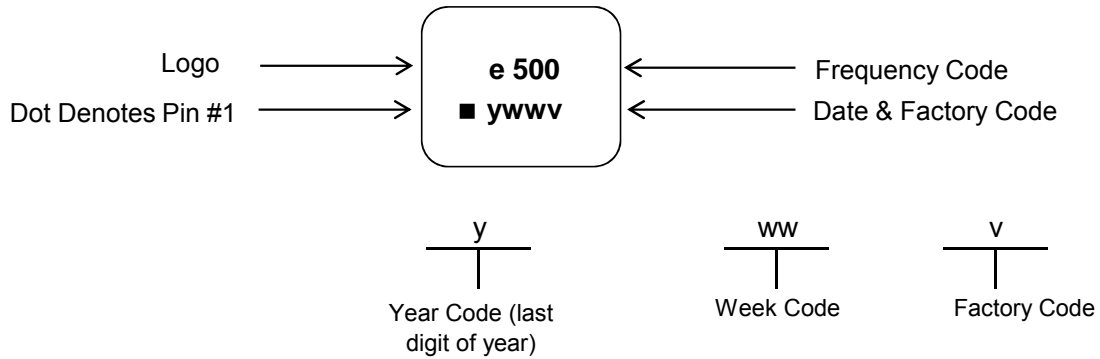 Logo
e 500
Frequency Code
Dot Denotes Pin #1
■ ywwv
Date & Factory Code
y
ww
v
Year Code (last
digit of year)
Week Code
Factory Code